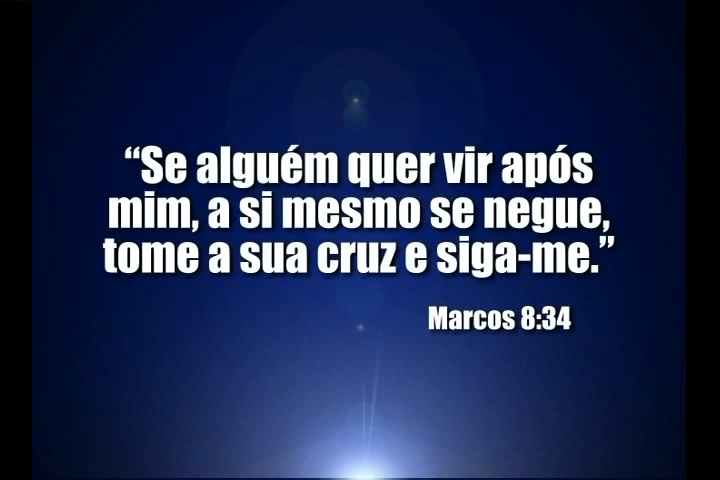 “Se alguém quer vir após
mim, a si mesmo se negue,
tome a sua cruz e siga-me.”
Marcos 8:34